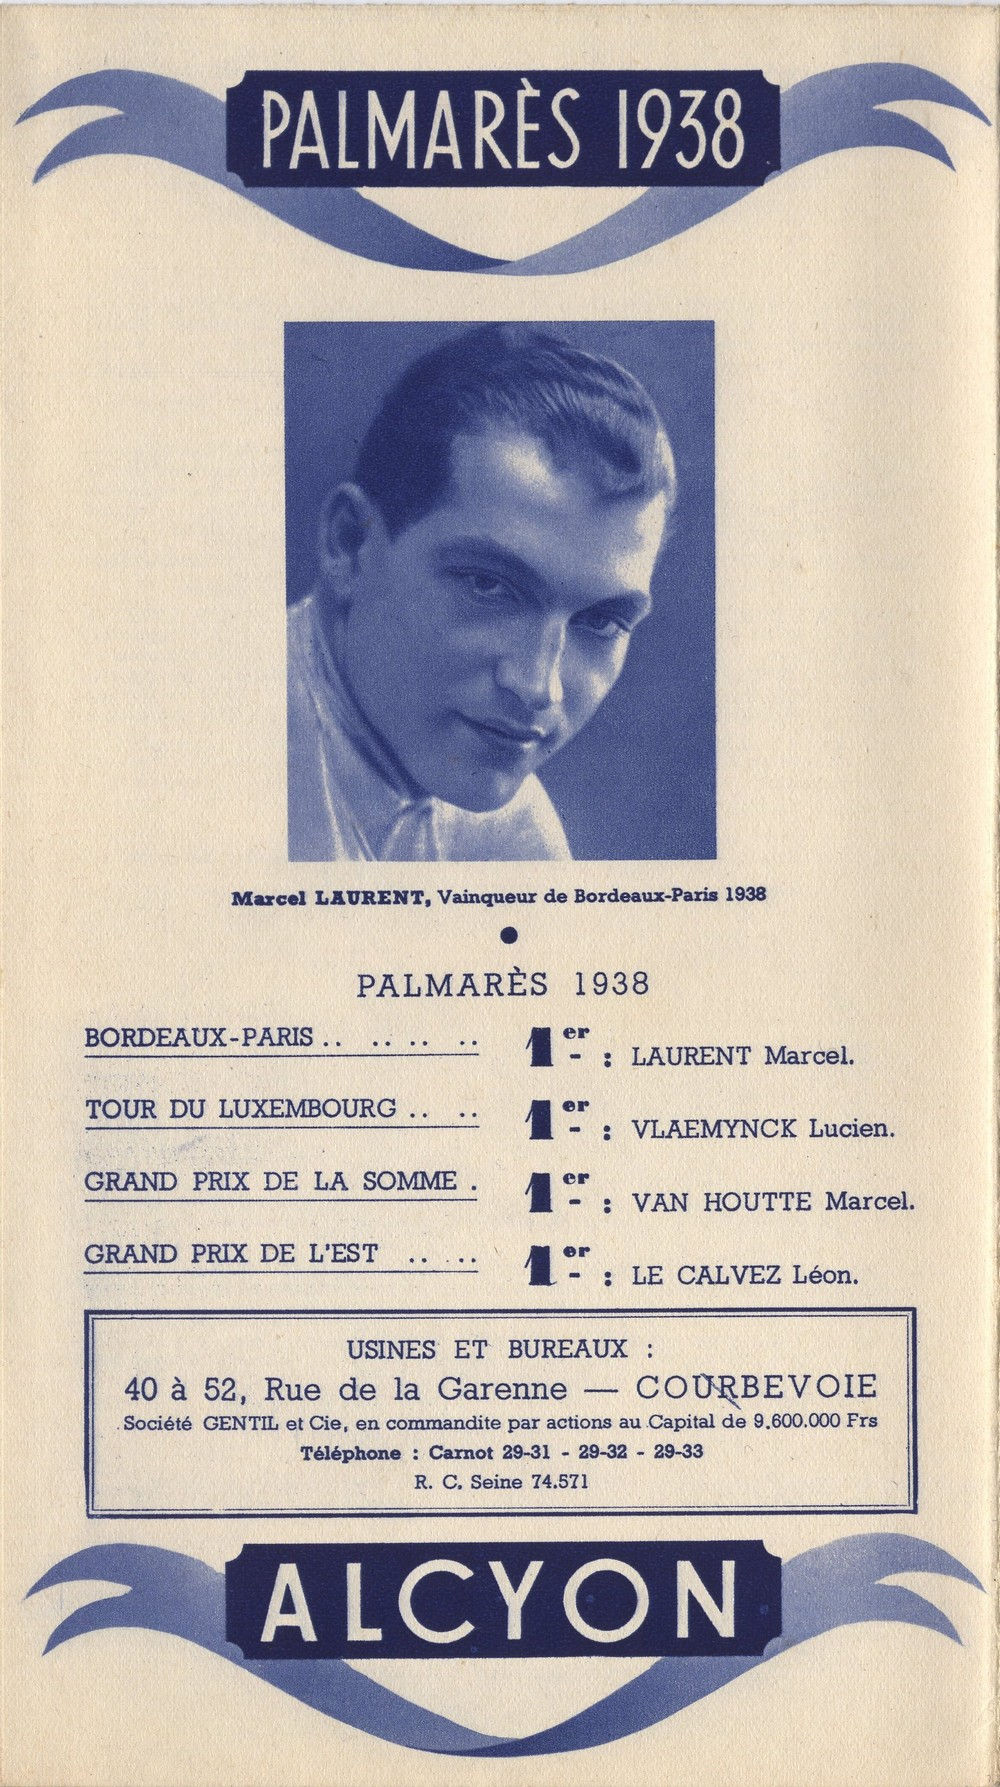 PALMARÈS 1938
Marcel LAURENT, Vainqueur de Bordeaux-Paris 1938
PALMARÈS 1938
BORDEAUX-PARIS .. .. .. .. 1er - : LAURENT Marcel.
TOUR DU LUXEMBOURG .. .. 1er - : VLAEMYNCK Lucien.
GRAND PRIX DE LA SOMME . 1er - : VAN HOUTTE Marcel.
GRAND PRIX DE L'EST .. .. 1er - : LE CALVEZ Léon.
USINES ET BUREAUX :
40 à 52, Rue de la Garenne — COURBEVOIE
Société GENTIL et Cie, en commandite par actions au Capital de 9.600.000 Frs
Téléphone : Carnot 29-31 - 29-32 - 29-33
R. C. Seine 74.571
ALCYON